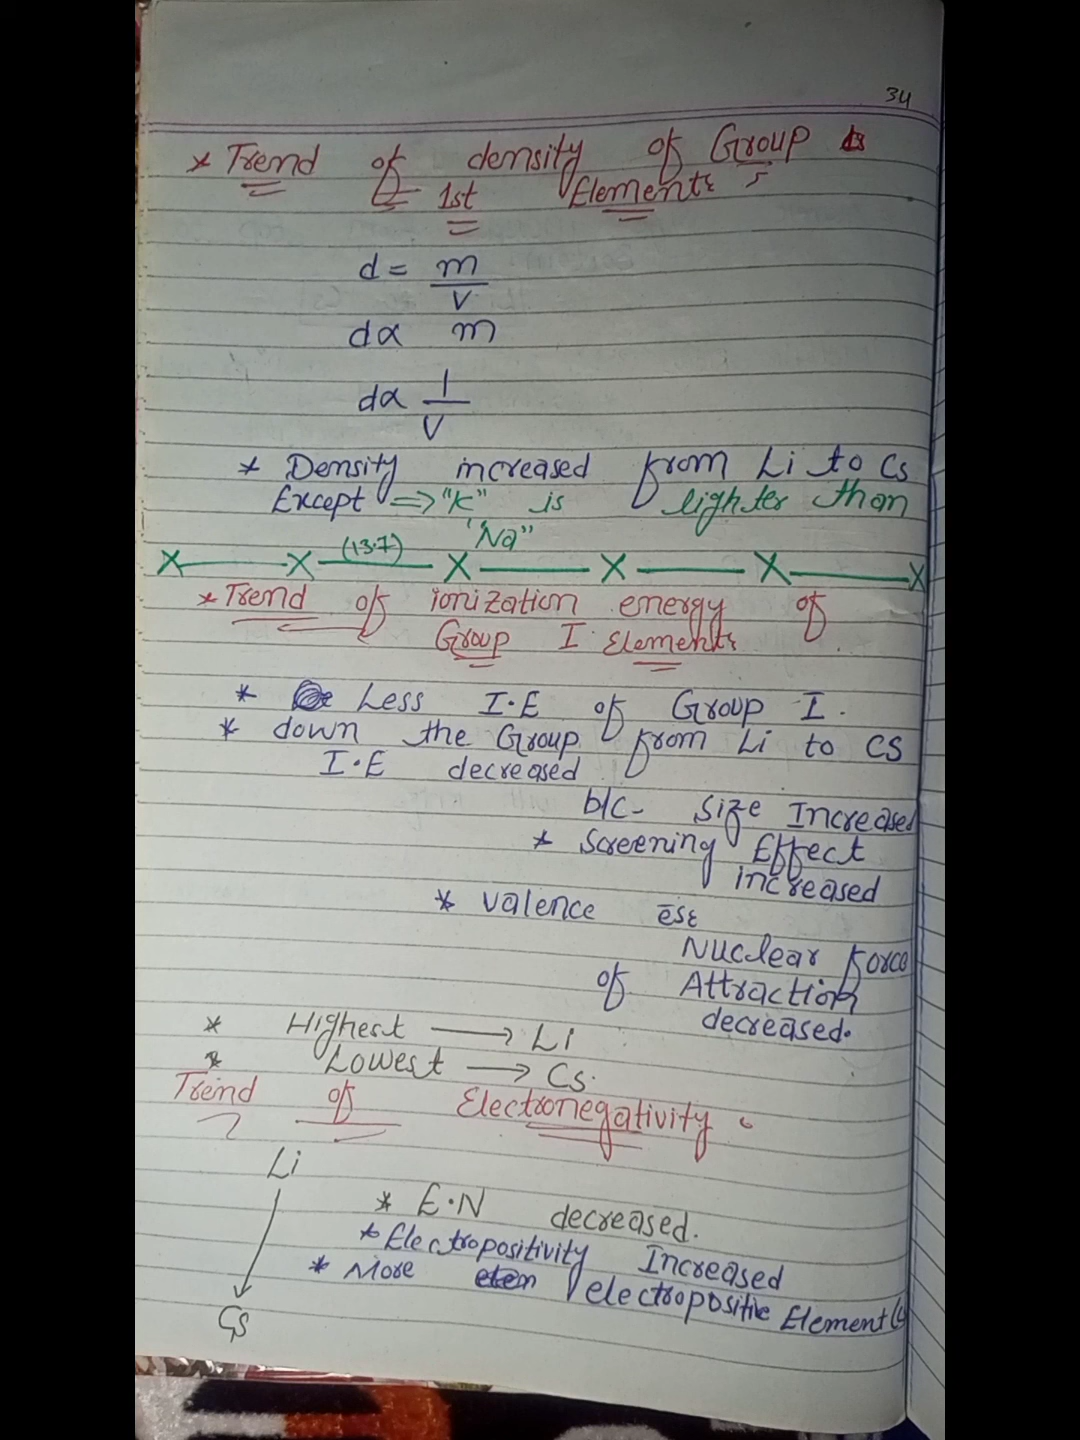 34
* Trend of density of Group
1st Elements
d = m/V
d α m
d α 1/V
* Density increased from Li to Cs
Except => "K" is lighter than
"Na"
X——X (13.7) X——X——X——X
* Trend of ionization energy of
Group I Elements
* Less I.E of Group I.
* down the Group from Li to CS
I.E decreased
b/c- Size Increased
* Screening Effect
increased
* Valence
Nuclear force
of Attraction
decreased.
* Highest → Li
* Lowest → Cs.
Trend of Electronegativity
Li
* E.N decreased.
* Electropositivity Increased
* More electropositive Element
Cs